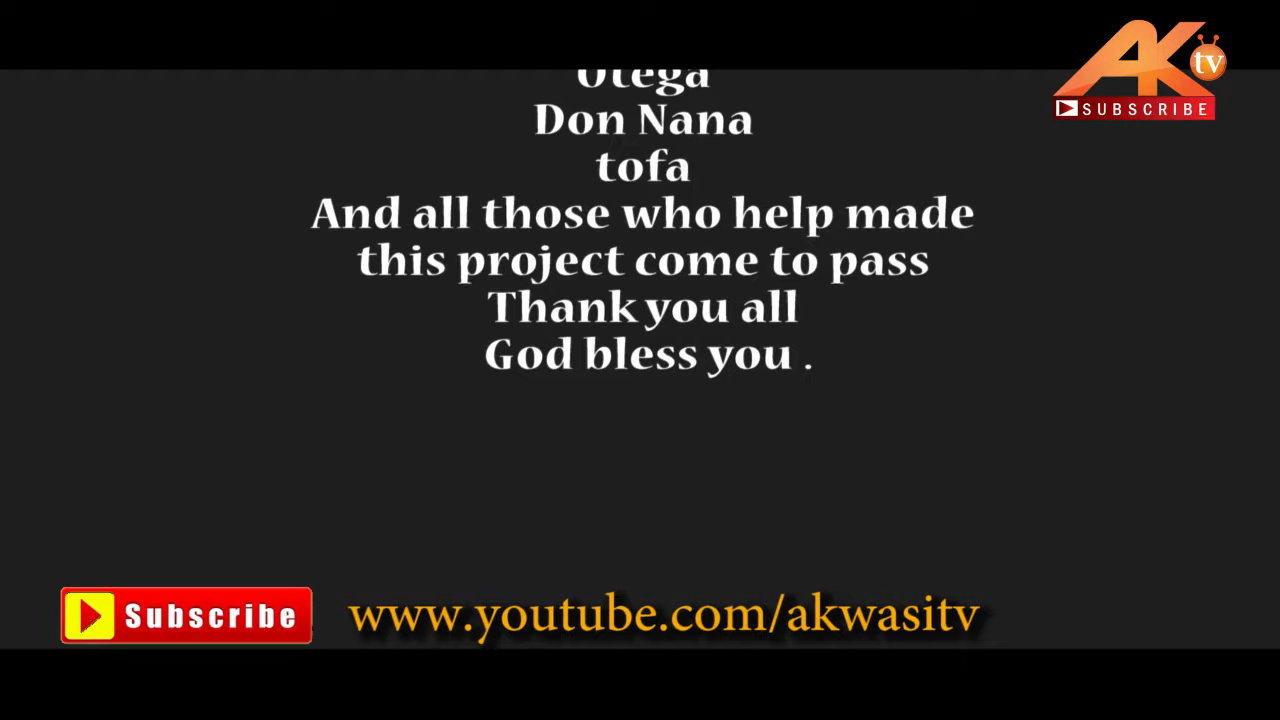 Otega
Don Nana
tofa
And all those who help made
this project come to pass
Thank you all
God bless you .
AK tv
SUBSCRIBE
Subscribe
www.youtube.com/akwasitv